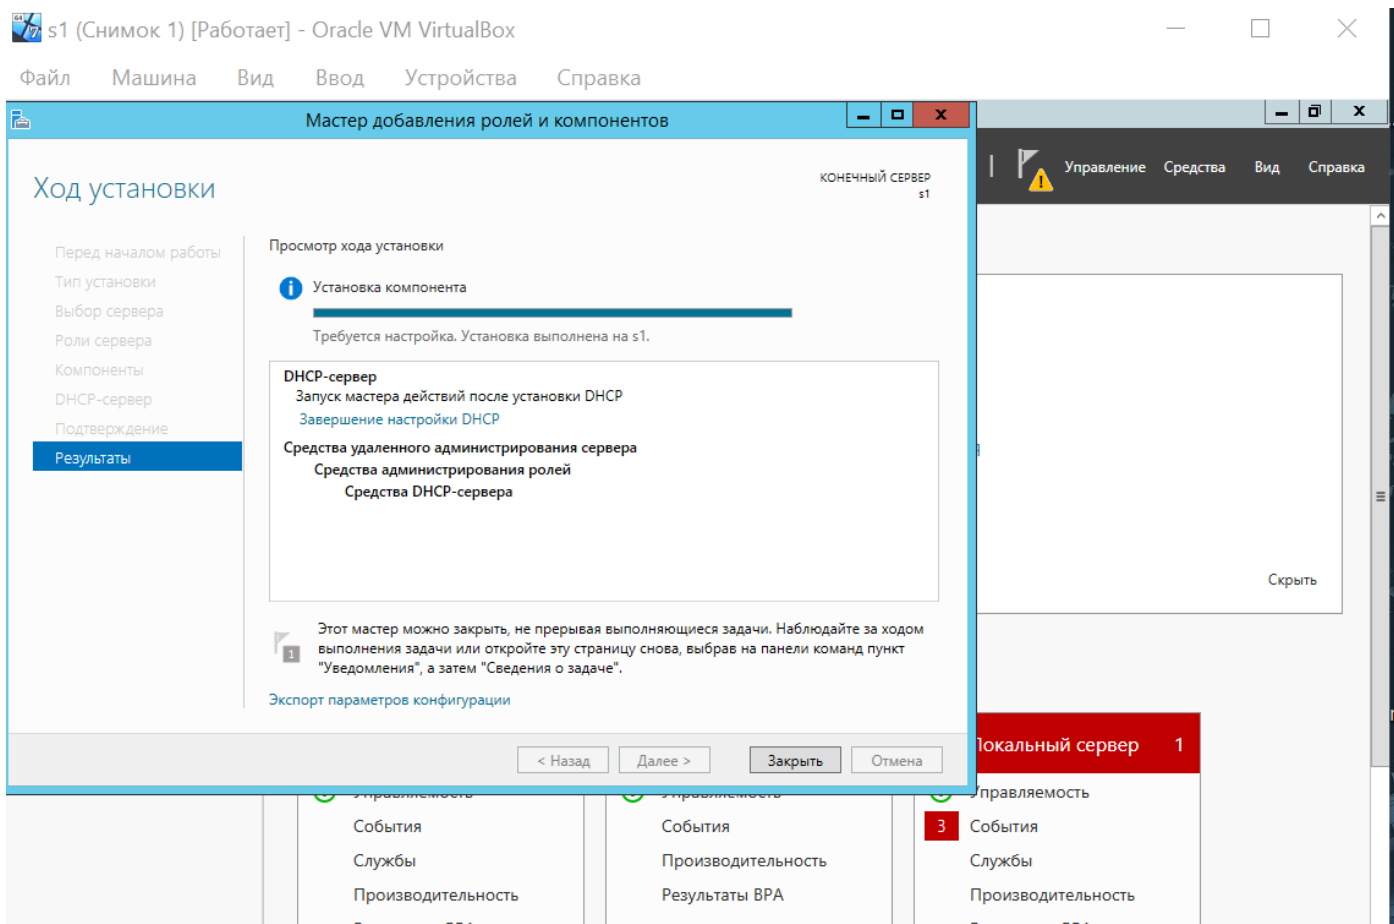 s1 (Снимок 1) [Работает] - Oracle VM VirtualBox
Файл Машина Вид Ввод Устройства Справка
Мастер добавления ролей и компонентов
Управление Средства Вид Справка
Ход установки
КОНЕЧНЫЙ СЕРВЕР
s1
Перед началом работы
Тип установки
Выбор сервера
Роли сервера
Компоненты
DHCP-сервер
Подтверждение
Результаты
Просмотр хода установки
Установка компонента
Требуется настройка. Установка выполнена на s1.
DHCP-сервер
Запуск мастера действий после установки DHCP
Завершение настройки DHCP
Средства удаленного администрирования сервера
Средства администрирования ролей
Средства DHCP-сервера
1
Этот мастер можно закрыть, не прерывая выполняющиеся задачи. Наблюдайте за ходом
выполнения задачи или откройте эту страницу снова, выбрав на панели команд пункт
"Уведомления", а затем "Сведения о задаче".
Экспорт параметров конфигурации
< Назад Далее > Закрыть Отмена
Скрыть
Локальный сервер 1
Управляемость
События
Службы
Производительность
Управляемость
События
Производительность
Результаты BPA
Управляемость
3 События
Службы
Производительность